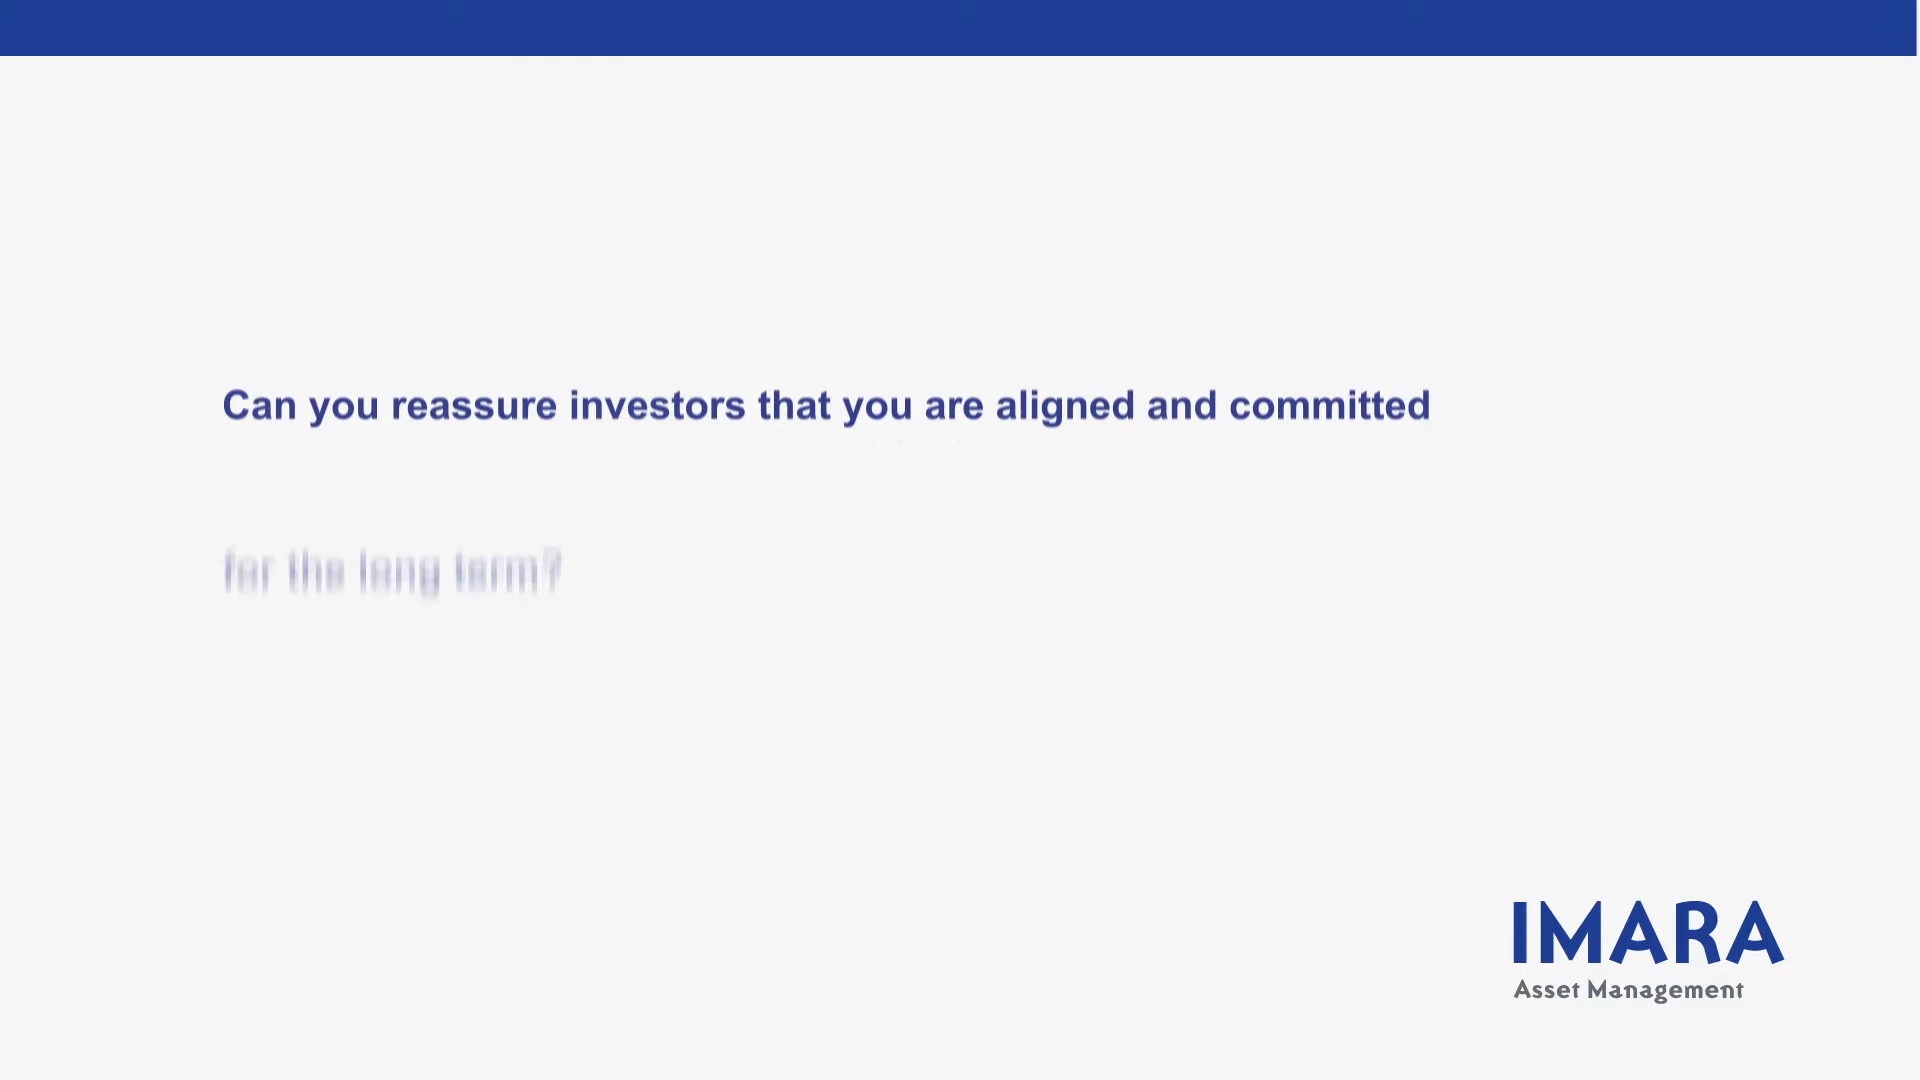 Can you reassure investors that you are aligned and committed
for the long term?
IMARA
Asset Management